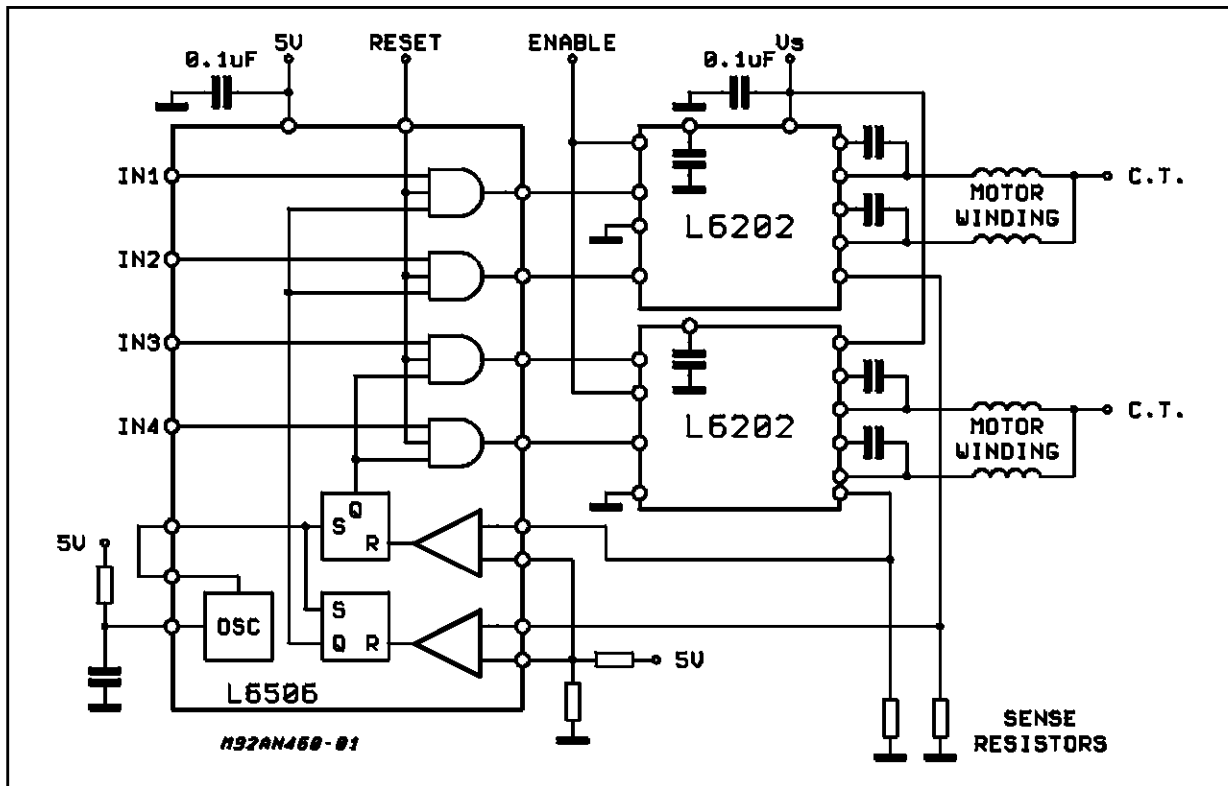 5V RESET ENABLE Vs
0.1uF 0.1uF
IN1
C.T.
MOTOR
WINDING
L6202
IN2
IN3
IN4
C.T.
L6202
MOTOR
WINDING
Q
S
R
5V
OSC
S
Q R
5V
L6506
SENSE
RESISTORS
M92AN460-01